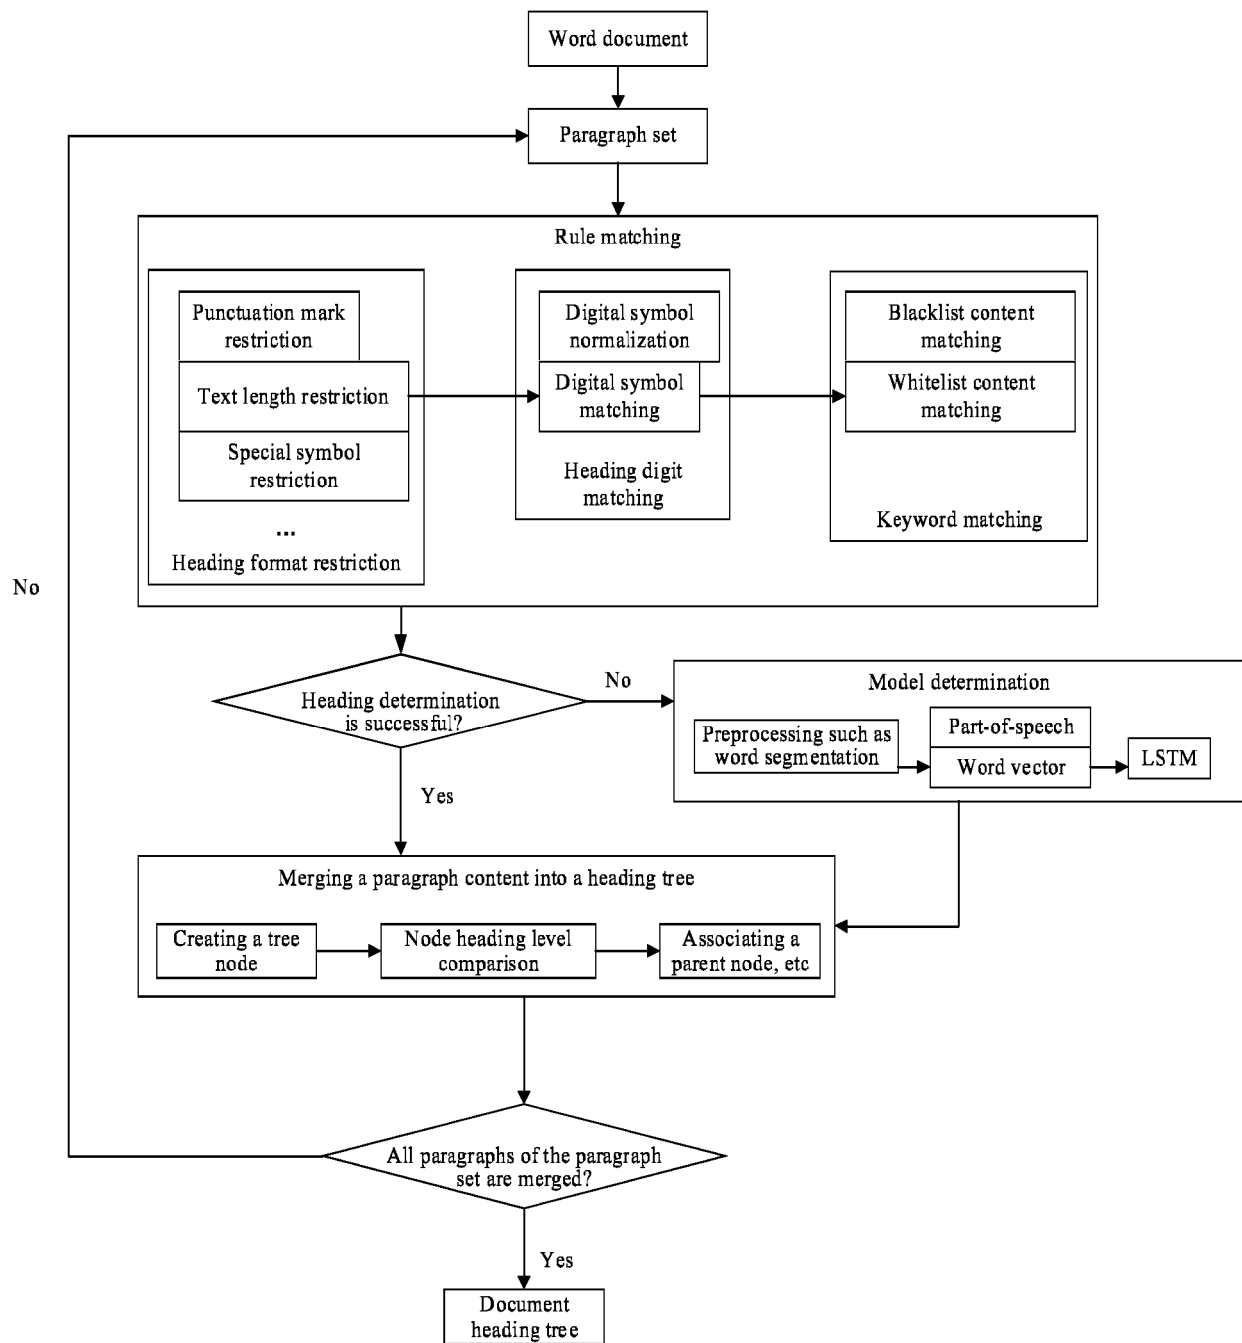 Word document
Paragraph set
Rule matching
Punctuation mark
restriction
Text length restriction
Special symbol
restriction
...
Heading format restriction
Digital symbol
normalization
Digital symbol
matching
Heading digit
matching
Blacklist content
matching
Whitelist content
matching
Keyword matching
No
Heading determination
is successful?
No
Model determination
Preprocessing such as
word segmentation
Part-of-speech
Word vector
LSTM
Yes
Merging a paragraph content into a heading tree
Creating a tree
node
Node heading level
comparison
Associating a
parent node, etc
All paragraphs of the paragraph
set are merged?
Yes
Document
heading tree